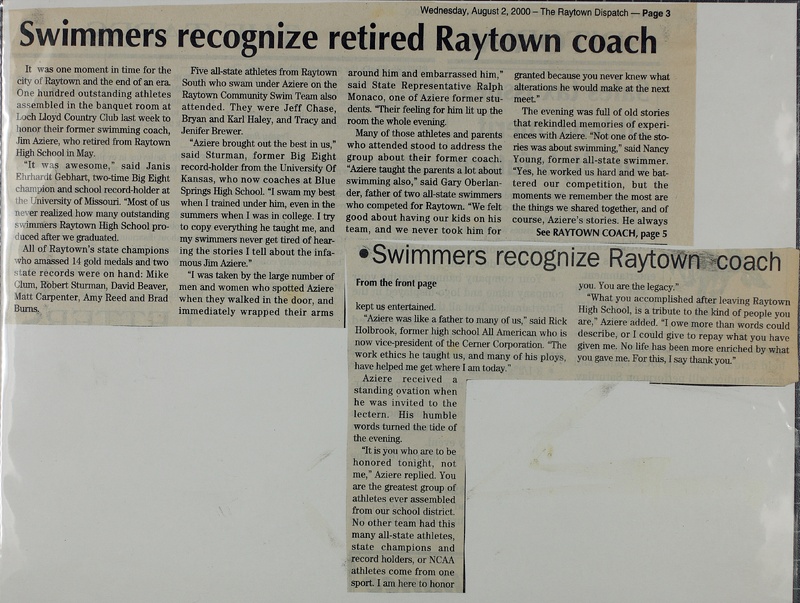 Wednesday, August 2, 2000 – The Raytown Dispatch — Page 3
Swimmers recognize retired Raytown coach
It was one moment in time for the
city of Raytown and the end of an era.
One hundred outstanding athletes
assembled in the banquet room at
Loch Lloyd Country Club last week to
honor their former swimming coach,
Jim Aziere, who retired from Raytown
High School in May.
"It was awesome," said Janis
Ehrhardt Gebhart, two-time Big Eight
champion and school record-holder at
the University of Missouri. "Most of us
never realized how many outstanding
swimmers Raytown High School pro-
duced after we graduated.
All of Raytown's state champions
who amassed 14 gold medals and two
state records were on hand: Mike
Clum, Robert Sturman, David Beaver,
Matt Carpenter, Amy Reed and Brad
Burns.
Five all-state athletes from Raytown
South who swam under Aziere on the
Raytown Community Swim Team also
attended. They were Jeff Chase,
Bryan and Karl Haley, and Tracy and
Jenifer Brewer.
"Aziere brought out the best in us,"
said Sturman, former Big Eight
record-holder from the University Of
Kansas, who now coaches at Blue
Springs High School. "I swam my best
when I trained under him, even in the
summers when I was in college. I try
to copy everything he taught me, and
my swimmers never get tired of hear-
ing the stories I tell about the infa-
mous Jim Aziere."
"I was taken by the large number of
men and women who spotted Aziere
when they walked in the door, and
immediately wrapped their arms
around him and embarrassed him,"
said State Representative Ralph
Monaco, one of Aziere former stu-
dents. "Their feeling for him lit up the
room the whole evening.
Many of those athletes and parents
who attended stood to address the
group about their former coach.
"Aziere taught the parents a lot about
swimming also," said Gary Oberlan-
der, father of two all-state swimmers
who competed for Raytown. "We felt
good about having our kids on his
team, and we never took him for
granted because you never knew what
alterations he would make at the next
meet."
The evening was full of old stories
that rekindled memories of experi-
ences with Aziere. "Not one of the sto-
ries was about swimming," said Nancy
Young, former all-state swimmer.
"Yes, he worked us hard and we bat-
tered our competition, but the
moments we remember the most are
the things we shared together, and of
course, Aziere's stories. He always
See RAYTOWN COACH, page 5
•Swimmers recognize Raytown coach
From the front page
kept us entertained.
"Aziere was like a father to many of us," said Rick
Holbrook, former high school All American who is
now vice-president of the Cerner Corporation. "The
work ethics he taught us, and many of his ploys,
have helped me get where I am today."
Aziere received a
standing ovation when
he was invited to the
lectern. His humble
words turned the tide of
the evening.
"It is you who are to be
honored tonight, not
me," Aziere replied. You
are the greatest group of
athletes ever assembled
from our school district.
No other team had this
many all-state athletes,
state champions and
record holders, or NCAA
athletes come from one
sport. I am here to honor
you. You are the legacy."
"What you accomplished after leaving Raytown
High School, is a tribute to the kind of people you
are," Aziere added. "I owe more than words could
describe, or I could give to repay what you have
given me. No life has been more enriched by what
you gave me. For this, I say thank you."